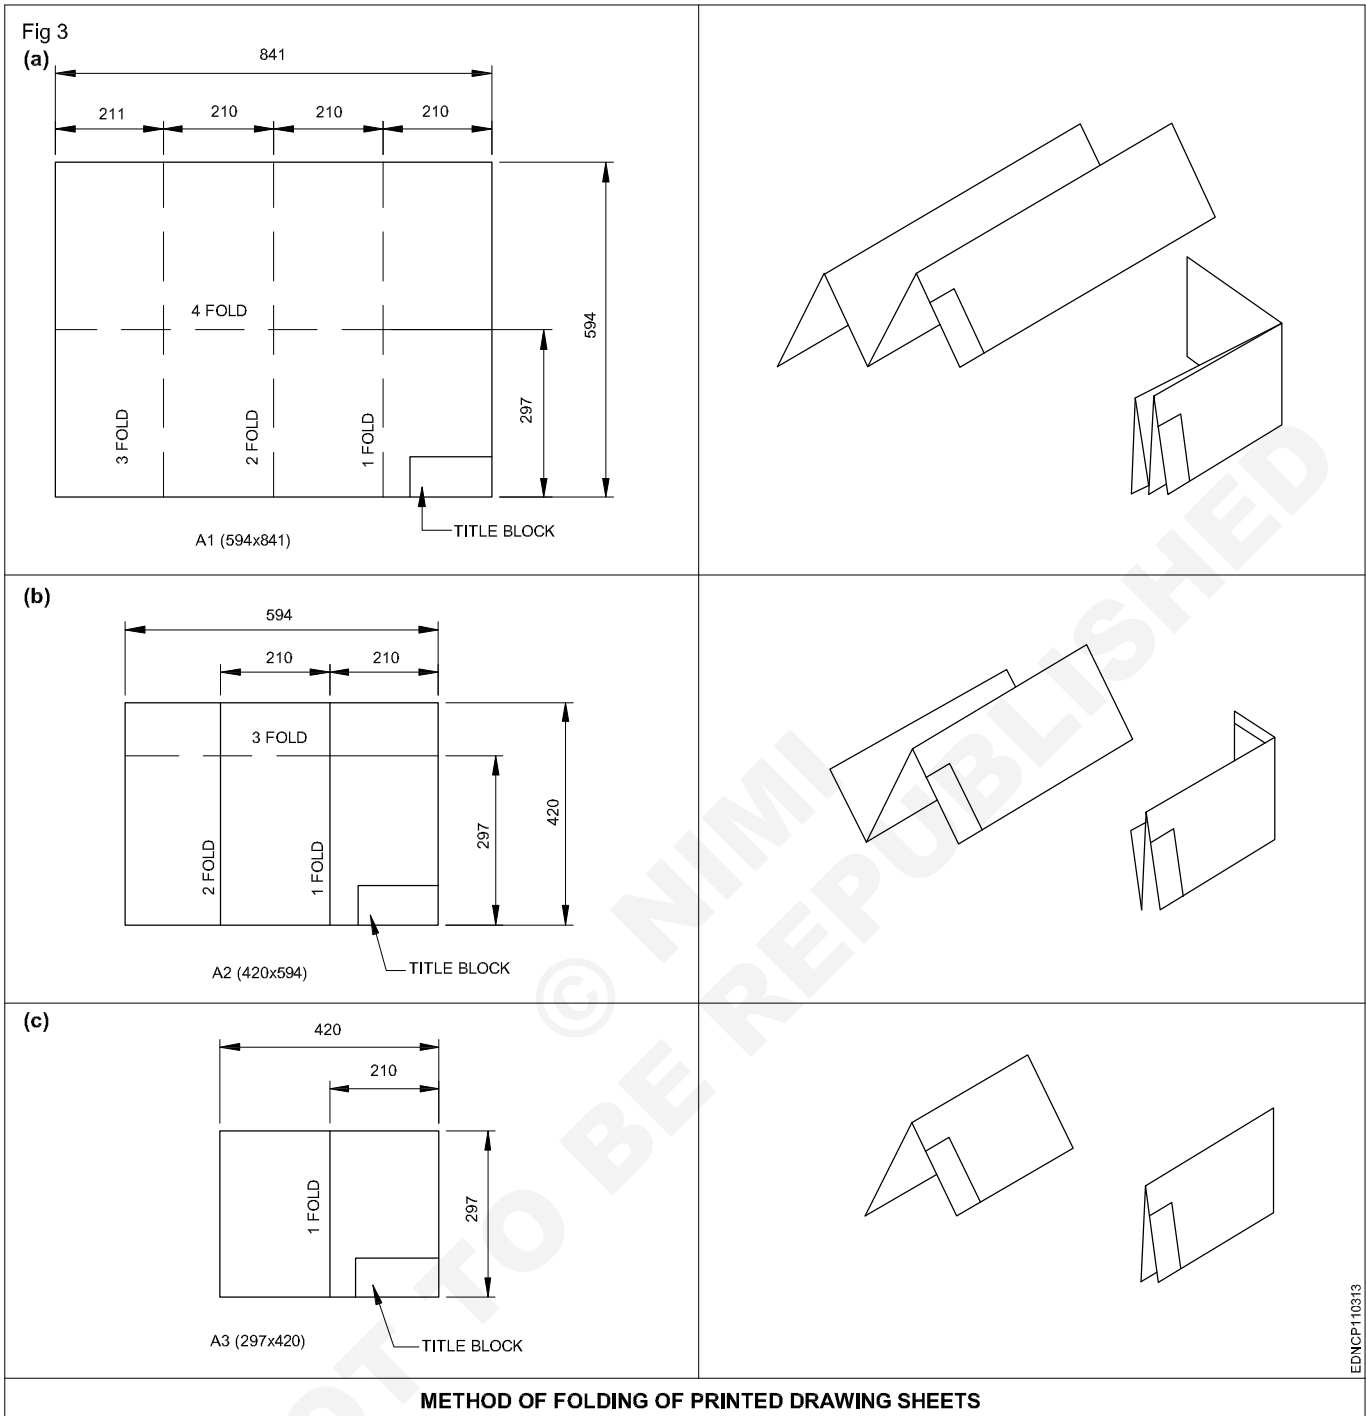 Fig 3
(a)
841
211 210 210 210
4 FOLD
594
297
3 FOLD
2 FOLD
1 FOLD
TITLE BLOCK
A1 (594x841)
(b)
594
210 210
3 FOLD
420
297
2 FOLD
1 FOLD
TITLE BLOCK
A2 (420x594)
(c)
420
210
1 FOLD
297
A3 (297x420)
TITLE BLOCK
EDNCP110313
METHOD OF FOLDING OF PRINTED DRAWING SHEETS
© NIMI
NOT TO BE REPUBLISHED